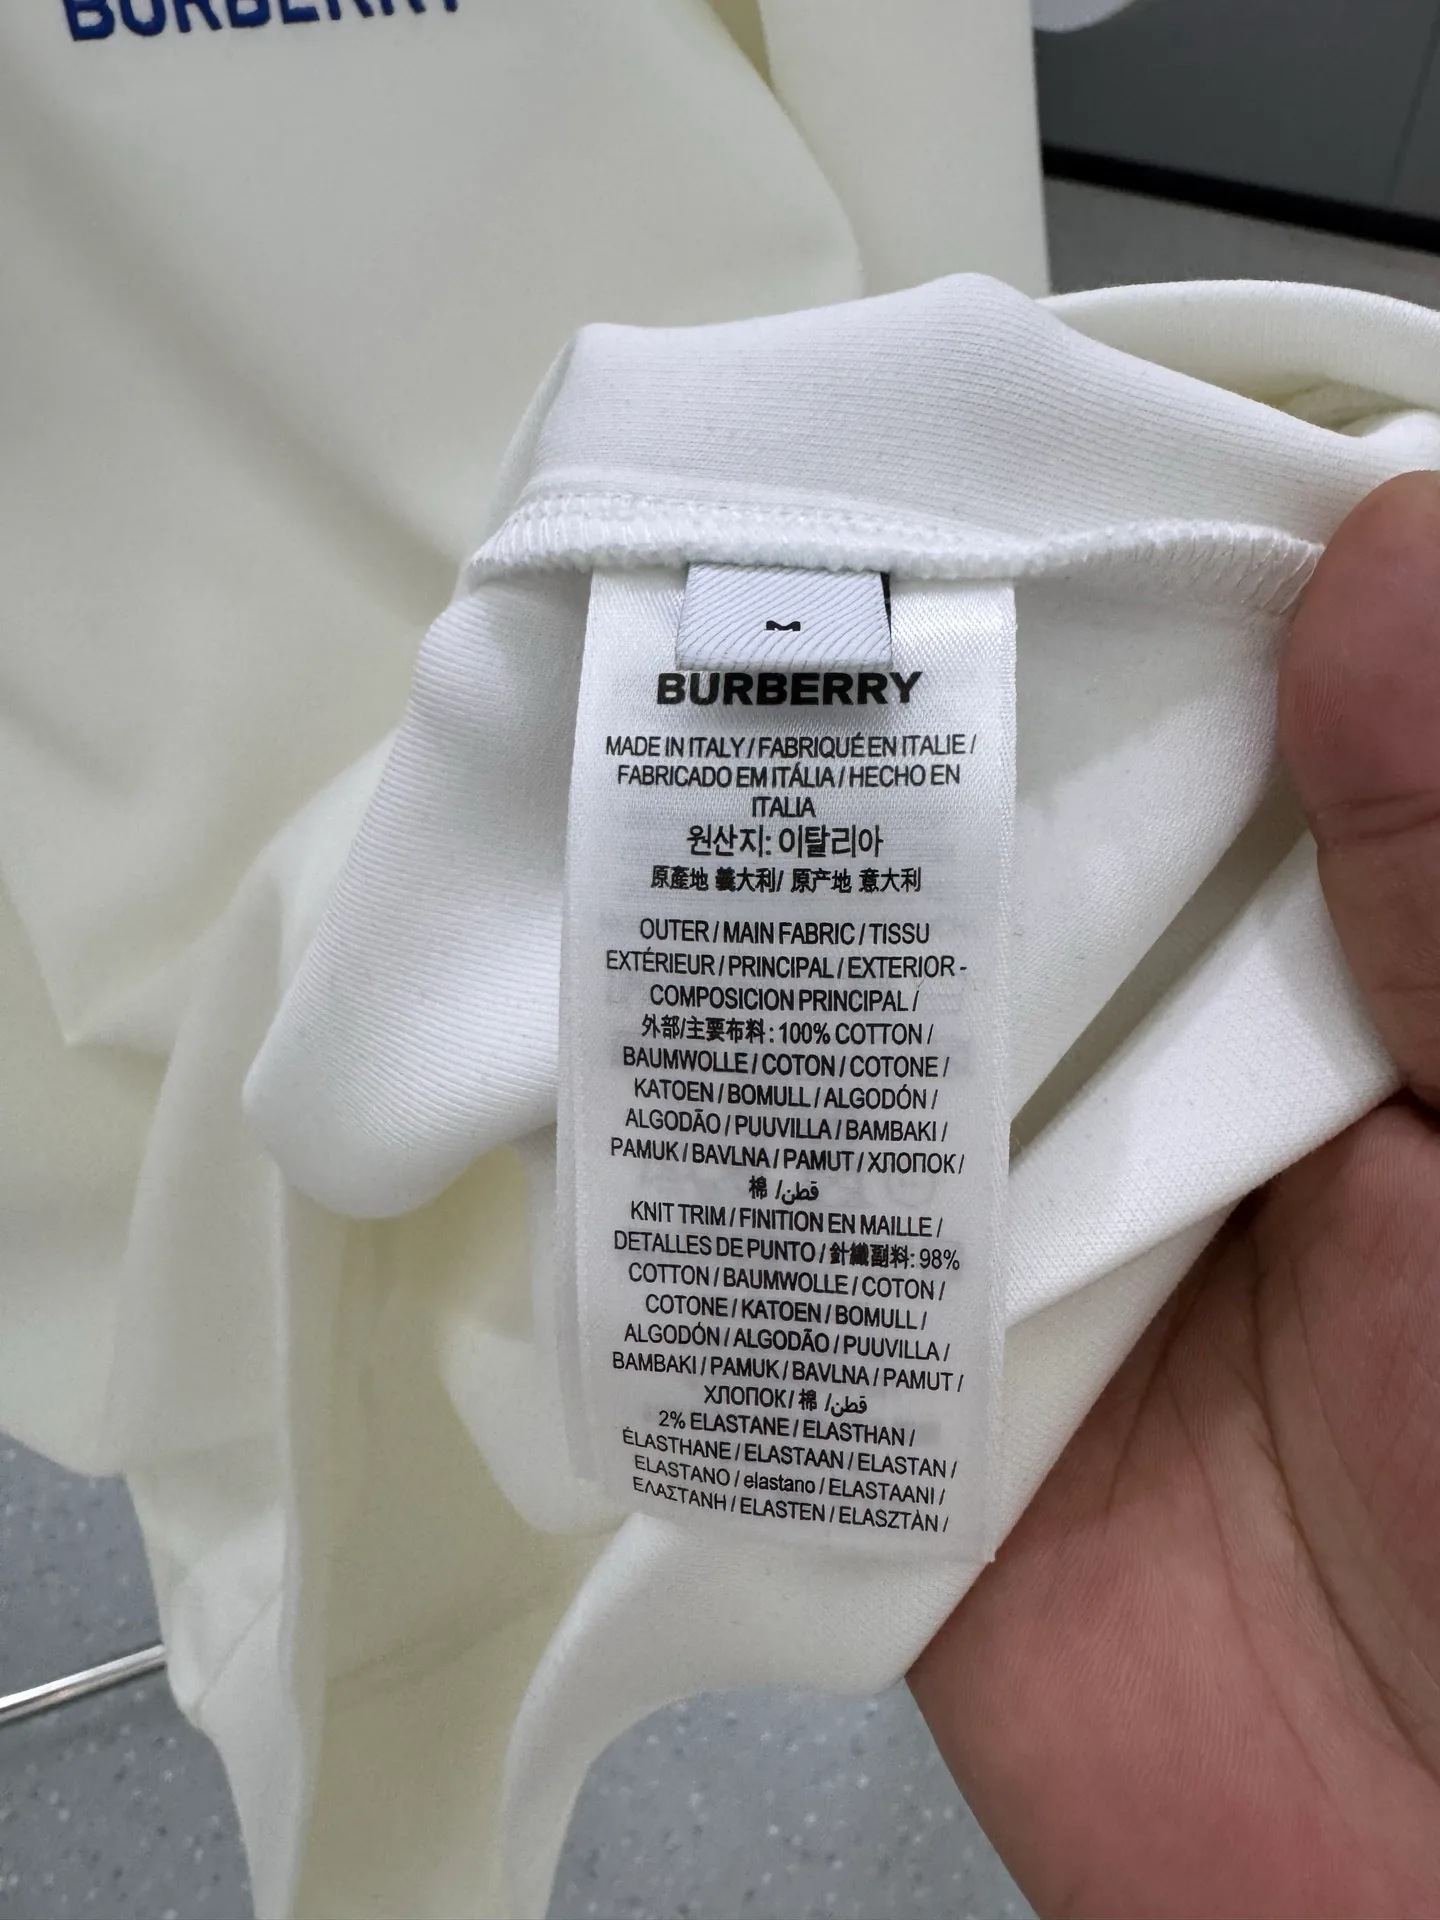 BURBERRY
M
BURBERRY
MADE IN ITALY / FABRIQUÉ EN ITALIE /
FABRICADO EM ITÁLIA / HECHO EN
ITALIA
원산지: 이탈리아
原產地 義大利/ 原产地 意大利
OUTER / MAIN FABRIC / TISSU
EXTÉRIEUR / PRINCIPAL / EXTERIOR -
COMPOSICION PRINCIPAL /
外部/主要布料: 100% COTTON /
BAUMWOLLE / COTON / COTONE /
KATOEN / BOMULL / ALGODÓN /
ALGODÃO / PUUVILLA / BAMBAKI /
PAMUK / BAVLNA / PAMUT / ХЛОПОК /
棉 /قطن
KNIT TRIM / FINITION EN MAILLE /
DETALLES DE PUNTO / 針織副料: 98%
COTTON / BAUMWOLLE / COTON /
COTONE / KATOEN / BOMULL /
ALGODÓN / ALGODÃO / PUUVILLA /
BAMBAKI / PAMUK / BAVLNA / PAMUT /
ХЛОПОК / 棉 /قطن
2% ELASTANE / ELASTHAN /
ÉLASTHANE / ELASTAAN / ELASTAN /
ELASTANO / elastano / ELASTAANI /
ΕΛΑΣΤΑΝΗ / ELASTEN / ELASZTÀN /